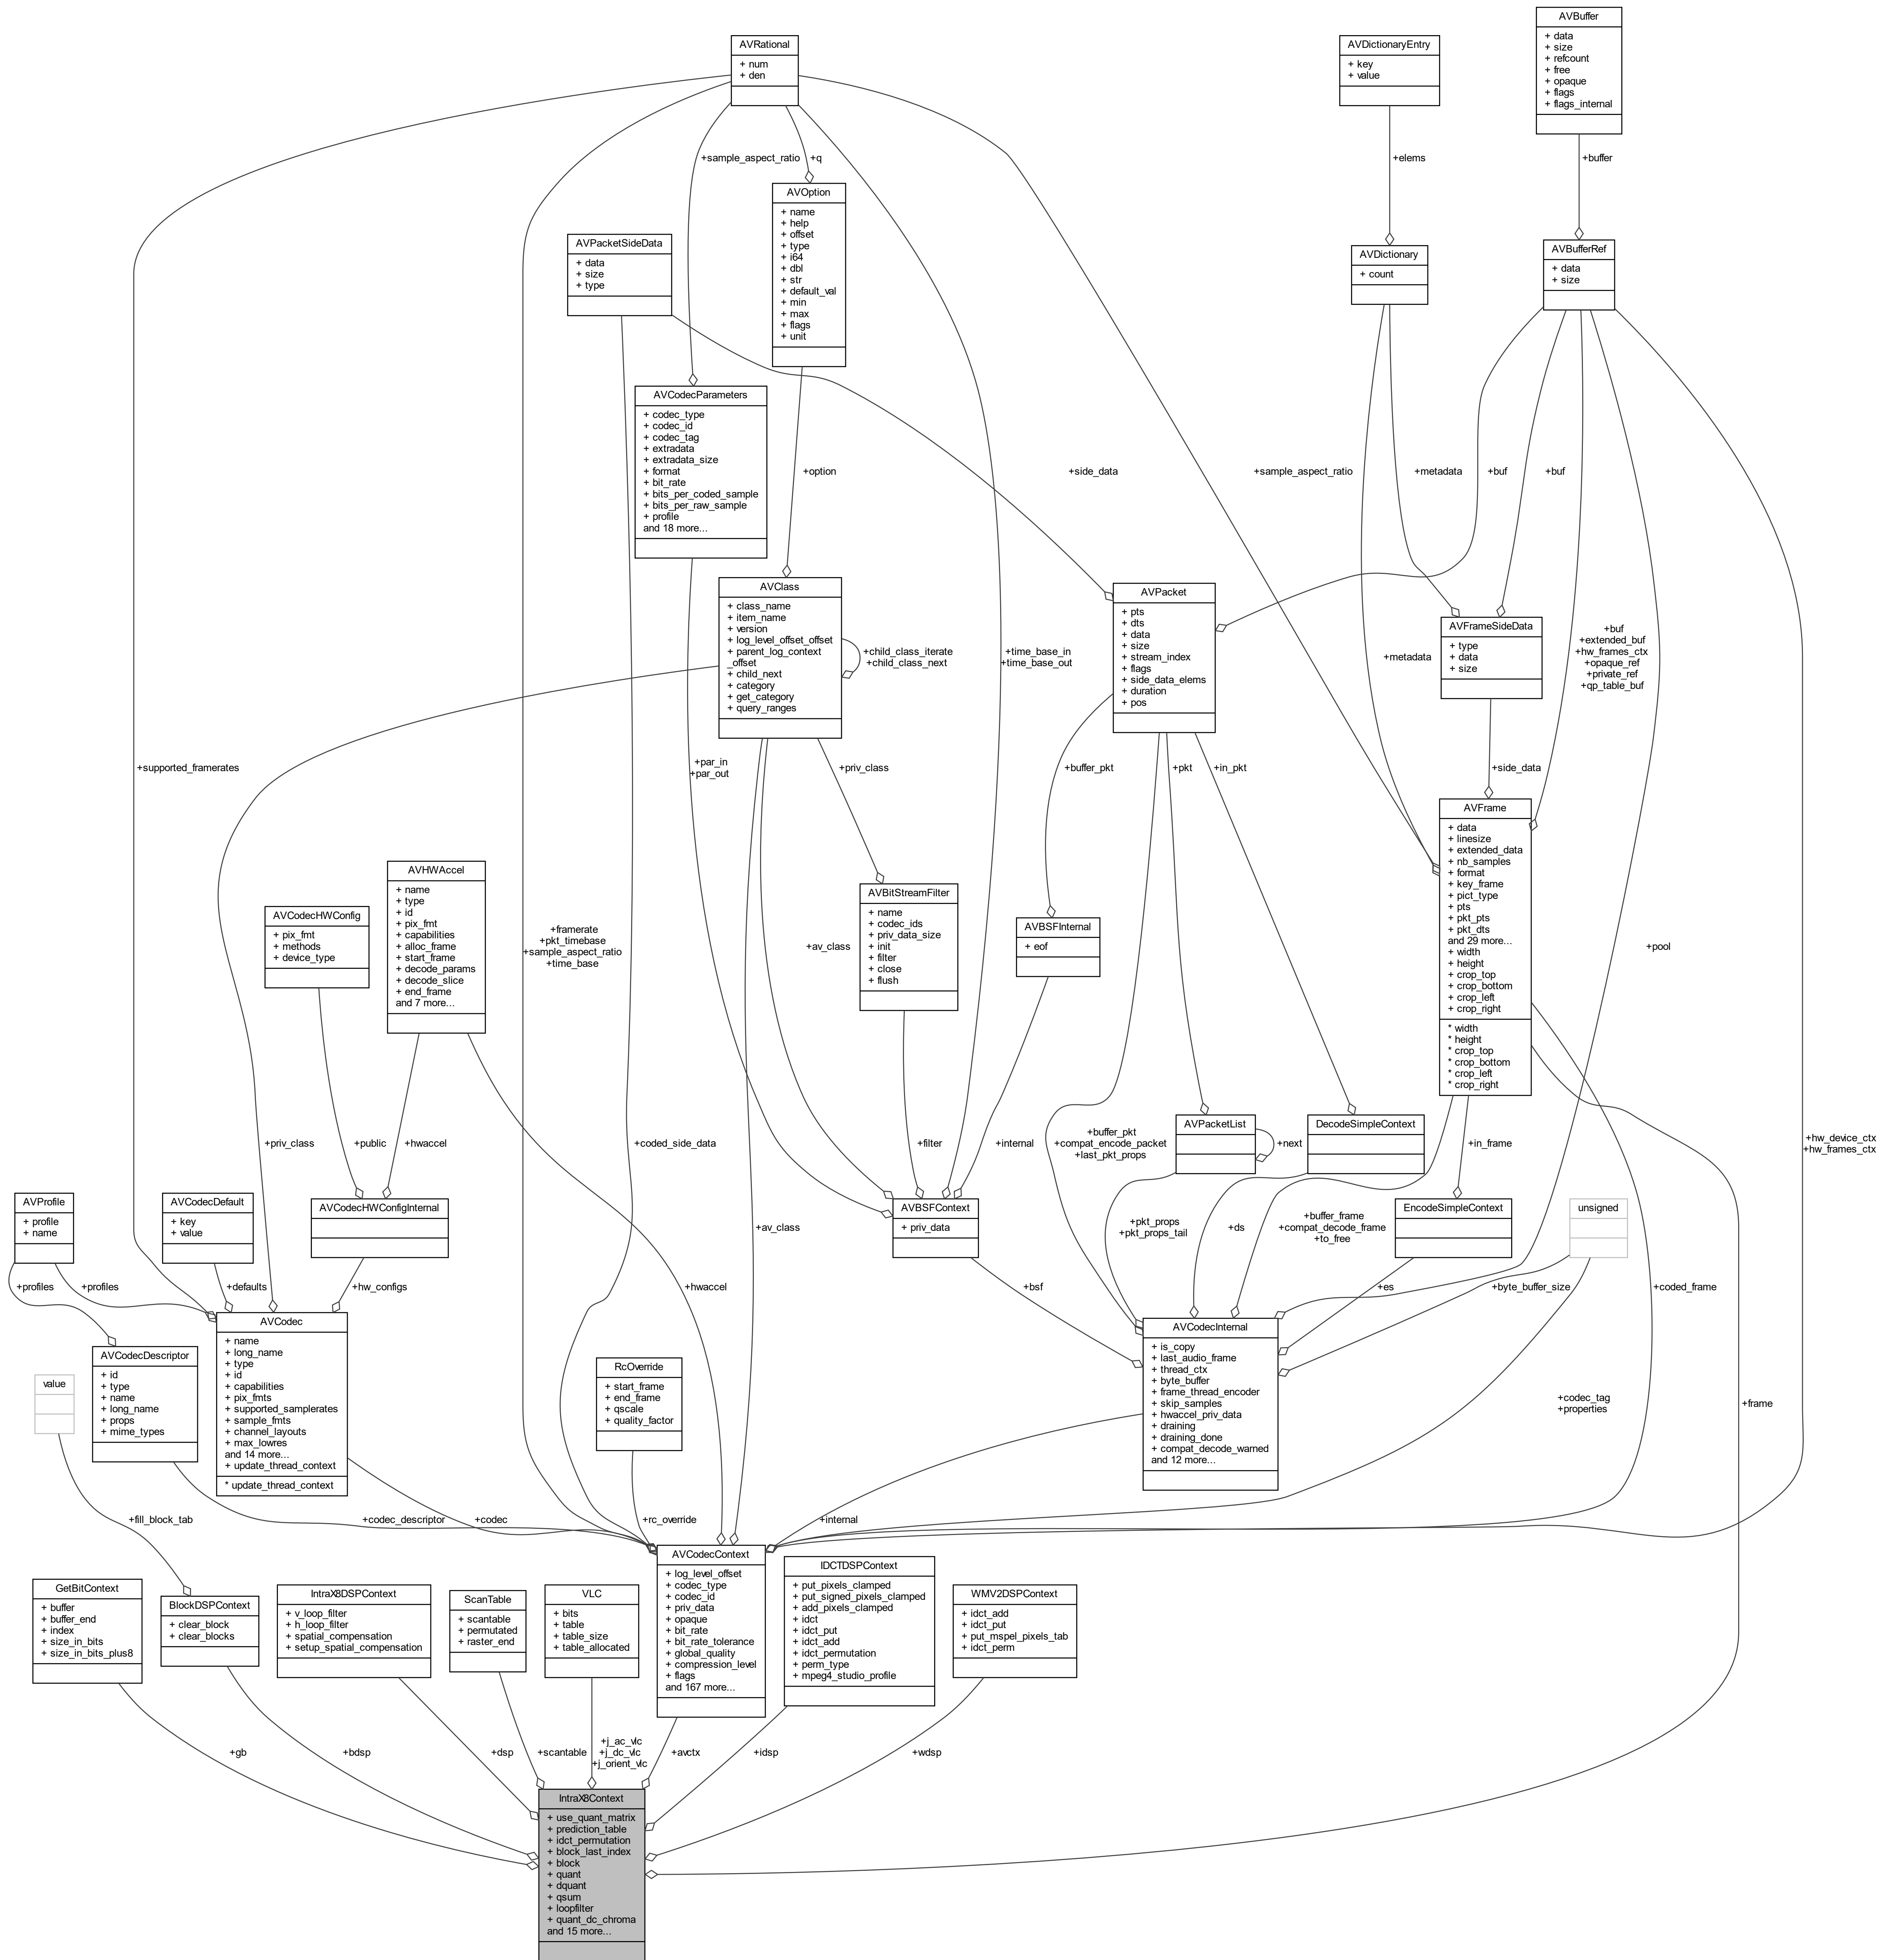 AVBuffer
+ data
+ size
+ refcount
+ free
+ opaque
+ flags
+ flags_internal
AVRational
+ num
+ den
AVDictionaryEntry
+ key
+ value
+sample_aspect_ratio
+q
+elems
+buffer
AVOption
+ name
+ help
+ offset
+ type
+ i64
+ dbl
+ str
+ default_val
+ min
+ max
+ flags
+ unit
AVPacketSideData
+ data
+ size
+ type
AVDictionary
+ count
AVBufferRef
+ data
+ size
AVCodecParameters
+ codec_type
+ codec_id
+ codec_tag
+ extradata
+ extradata_size
+ format
+ bit_rate
+ bits_per_coded_sample
+ bits_per_raw_sample
+ profile
and 18 more...
+option
+side_data
+sample_aspect_ratio
+metadata
+buf
+buf
AVClass
+ class_name
+ item_name
+ version
+ log_level_offset_offset
+ parent_log_context
_offset
+ child_next
+ category
+ get_category
+ query_ranges
+child_class_iterate
+child_class_next
+time_base_in
+time_base_out
AVPacket
+ pts
+ dts
+ data
+ size
+ stream_index
+ flags
+ side_data_elems
+ duration
+ pos
+metadata
AVFrameSideData
+ type
+ data
+ size
+buf
+extended_buf
+hw_frames_ctx
+opaque_ref
+private_ref
+qp_table_buf
+supported_framerates
+par_in
+par_out
+priv_class
+buffer_pkt
+pkt
+in_pkt
+side_data
AVFrame
+ data
+ linesize
+ extended_data
+ nb_samples
+ format
+ key_frame
+ pict_type
+ pts
+ pkt_pts
+ pkt_dts
and 29 more...
+ width
+ height
+ crop_top
+ crop_bottom
+ crop_left
+ crop_right
* width
* height
* crop_top
* crop_bottom
* crop_left
* crop_right
AVHWAccel
+ name
+ type
+ id
+ pix_fmt
+ capabilities
+ alloc_frame
+ start_frame
+ decode_params
+ decode_slice
+ end_frame
and 7 more...
AVCodecHWConfig
+ pix_fmt
+ methods
+ device_type
+framerate
+pkt_timebase
+sample_aspect_ratio
+time_base
+av_class
AVBitStreamFilter
+ name
+ codec_ids
+ priv_data_size
+ init
+ filter
+ close
+ flush
AVBSFInternal
+ eof
+pool
+priv_class
+public
+hwaccel
+coded_side_data
+filter
+internal
+buffer_pkt
+compat_encode_packet
+last_pkt_props
AVPacketList
+next
DecodeSimpleContext
+in_frame
+hw_device_ctx
+hw_frames_ctx
AVProfile
+ profile
+ name
AVCodecDefault
+ key
+ value
AVCodecHWConfigInternal
+av_class
AVBSFContext
+ priv_data
+pkt_props
+pkt_props_tail
+ds
+buffer_frame
+compat_decode_frame
+to_free
EncodeSimpleContext
unsigned
+profiles
+profiles
+defaults
+hw_configs
+hwaccel
+bsf
+es
+byte_buffer_size
+coded_frame
AVCodec
+ name
+ long_name
+ type
+ id
+ capabilities
+ pix_fmts
+ supported_samplerates
+ sample_fmts
+ channel_layouts
+ max_lowres
and 14 more...
+ update_thread_context
* update_thread_context
AVCodecDescriptor
+ id
+ type
+ name
+ long_name
+ props
+ mime_types
value
RcOverride
+ start_frame
+ end_frame
+ qscale
+ quality_factor
AVCodecInternal
+ is_copy
+ last_audio_frame
+ thread_ctx
+ byte_buffer
+ frame_thread_encoder
+ skip_samples
+ hwaccel_priv_data
+ draining
+ draining_done
+ compat_decode_warned
and 12 more...
+codec_tag
+properties
+frame
+fill_block_tab
+codec_descriptor
+codec
+rc_override
+internal
GetBitContext
+ buffer
+ buffer_end
+ index
+ size_in_bits
+ size_in_bits_plus8
BlockDSPContext
+ clear_block
+ clear_blocks
IntraX8DSPContext
+ v_loop_filter
+ h_loop_filter
+ spatial_compensation
+ setup_spatial_compensation
ScanTable
+ scantable
+ permutated
+ raster_end
VLC
+ bits
+ table
+ table_size
+ table_allocated
AVCodecContext
+ log_level_offset
+ codec_type
+ codec_id
+ priv_data
+ opaque
+ bit_rate
+ bit_rate_tolerance
+ global_quality
+ compression_level
+ flags
and 167 more...
IDCTDSPContext
+ put_pixels_clamped
+ put_signed_pixels_clamped
+ add_pixels_clamped
+ idct
+ idct_put
+ idct_add
+ idct_permutation
+ perm_type
+ mpeg4_studio_profile
WMV2DSPContext
+ idct_add
+ idct_put
+ put_mspel_pixels_tab
+ idct_perm
+gb
+bdsp
+dsp
+scantable
+j_ac_vlc
+j_dc_vlc
+j_orient_vlc
+avctx
+idsp
+wdsp
IntraX8Context
+ use_quant_matrix
+ prediction_table
+ idct_permutation
+ block_last_index
+ block
+ quant
+ dquant
+ qsum
+ loopfilter
+ quant_dc_chroma
and 15 more...